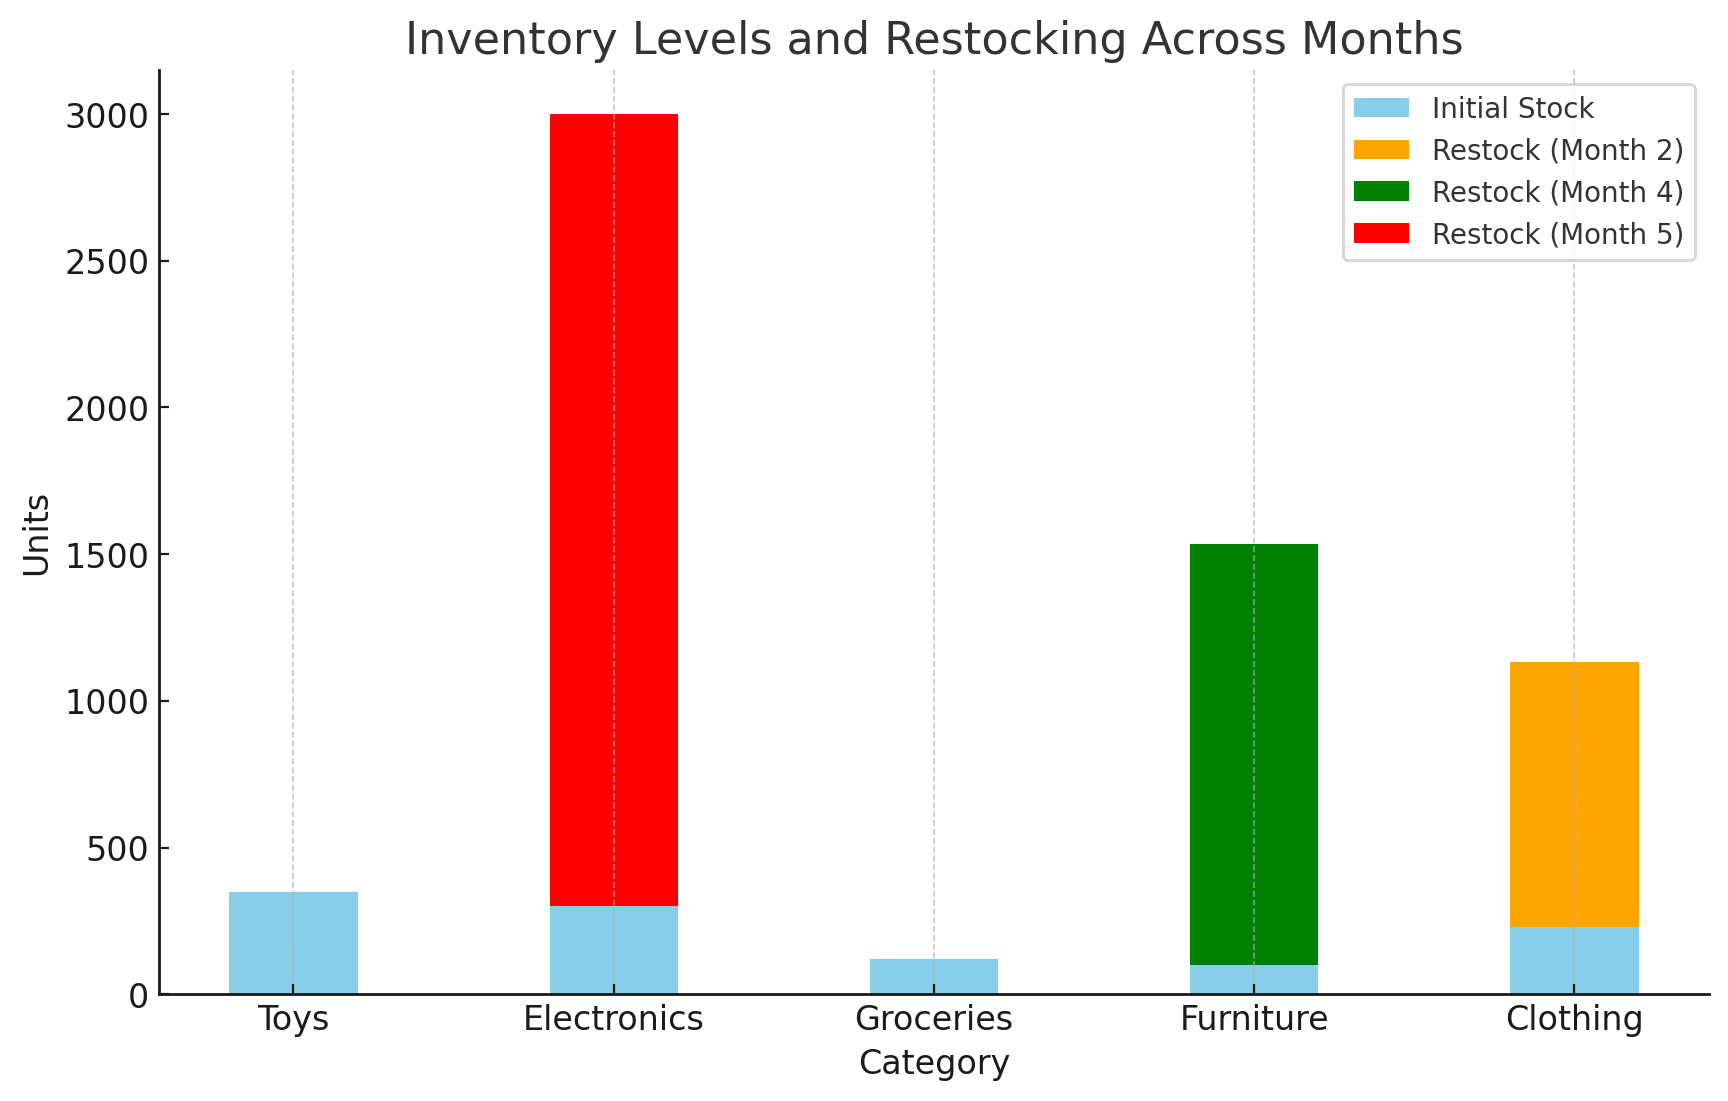 Inventory Levels and Restocking Across Months
Initial Stock
Restock (Month 2)
Restock (Month 4)
Restock (Month 5)
3000
2500
2000
1500
1000
500
0
Units
Toys Electronics Groceries Furniture Clothing
Category